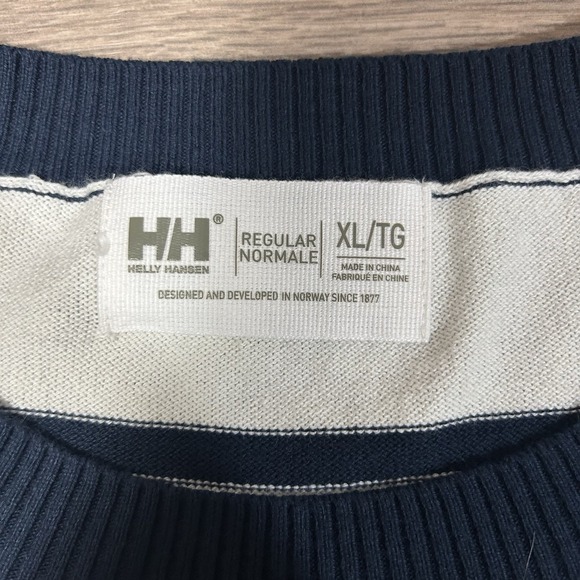 HH®
HELLY HANSEN
REGULAR
NORMALE
XL/TG
MADE IN CHINA
FABRIQUÉ EN CHINE
DESIGNED AND DEVELOPED IN NORWAY SINCE 1877